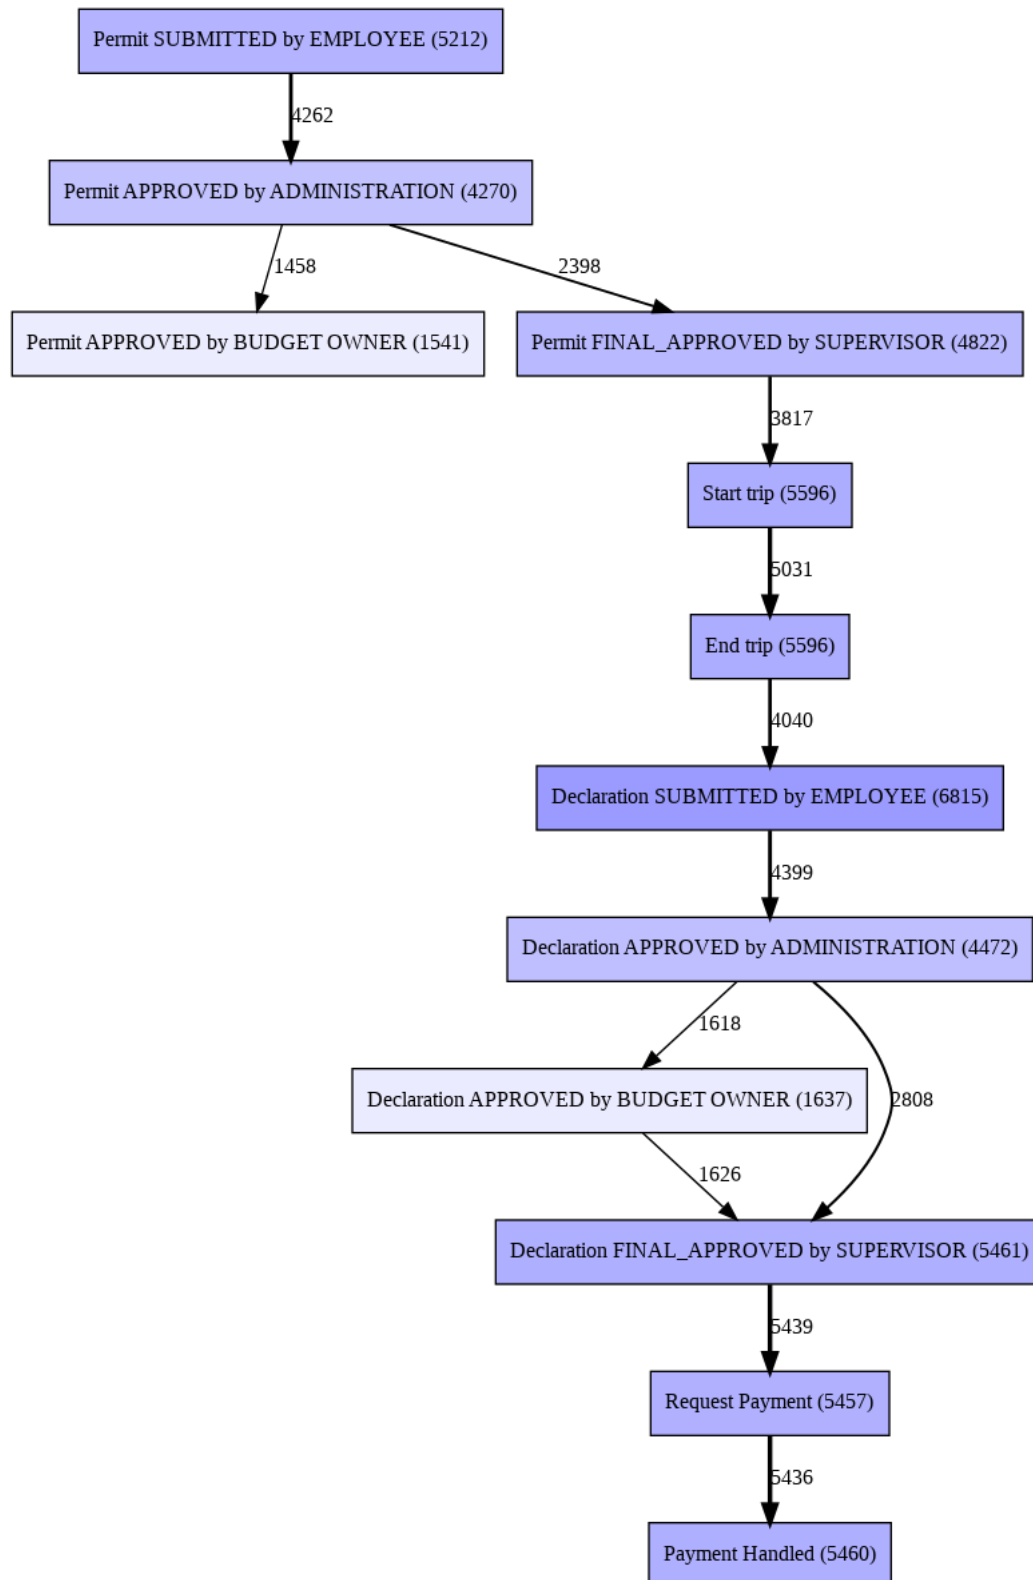 Permit SUBMITTED by EMPLOYEE (5212)
4262
Permit APPROVED by ADMINISTRATION (4270)
1458
2398
Permit APPROVED by BUDGET OWNER (1541)
Permit FINAL_APPROVED by SUPERVISOR (4822)
3817
Start trip (5596)
5031
End trip (5596)
4040
Declaration SUBMITTED by EMPLOYEE (6815)
4399
Declaration APPROVED by ADMINISTRATION (4472)
1618
2808
Declaration APPROVED by BUDGET OWNER (1637)
1626
Declaration FINAL_APPROVED by SUPERVISOR (5461)
5439
Request Payment (5457)
5436
Payment Handled (5460)